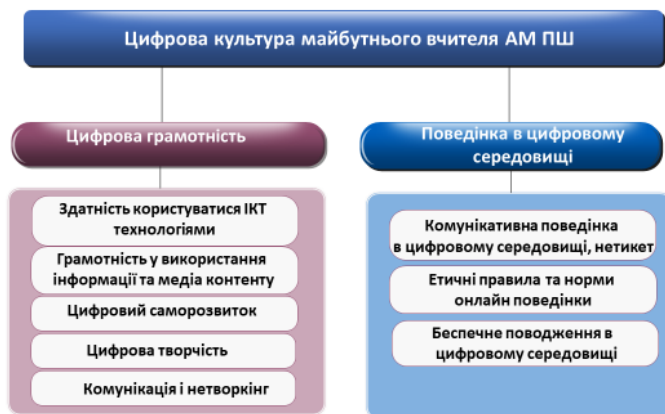 Цифрова культура майбутнього вчителя АМ ПШ
Цифрова грамотність
Здатність користуватися ІКТ
технологіями
Грамотність у використання
інформації та медіа контенту
Цифровий саморозвиток
Цифрова творчість
Комунікація і нетворкінг
Поведінка в цифровому
середовищі
Комунікативна поведінка
в цифровому середовищі, нетикет
Етичні правила та норми
онлайн поведінки
Беспечне поводження в
цифровому середовищі